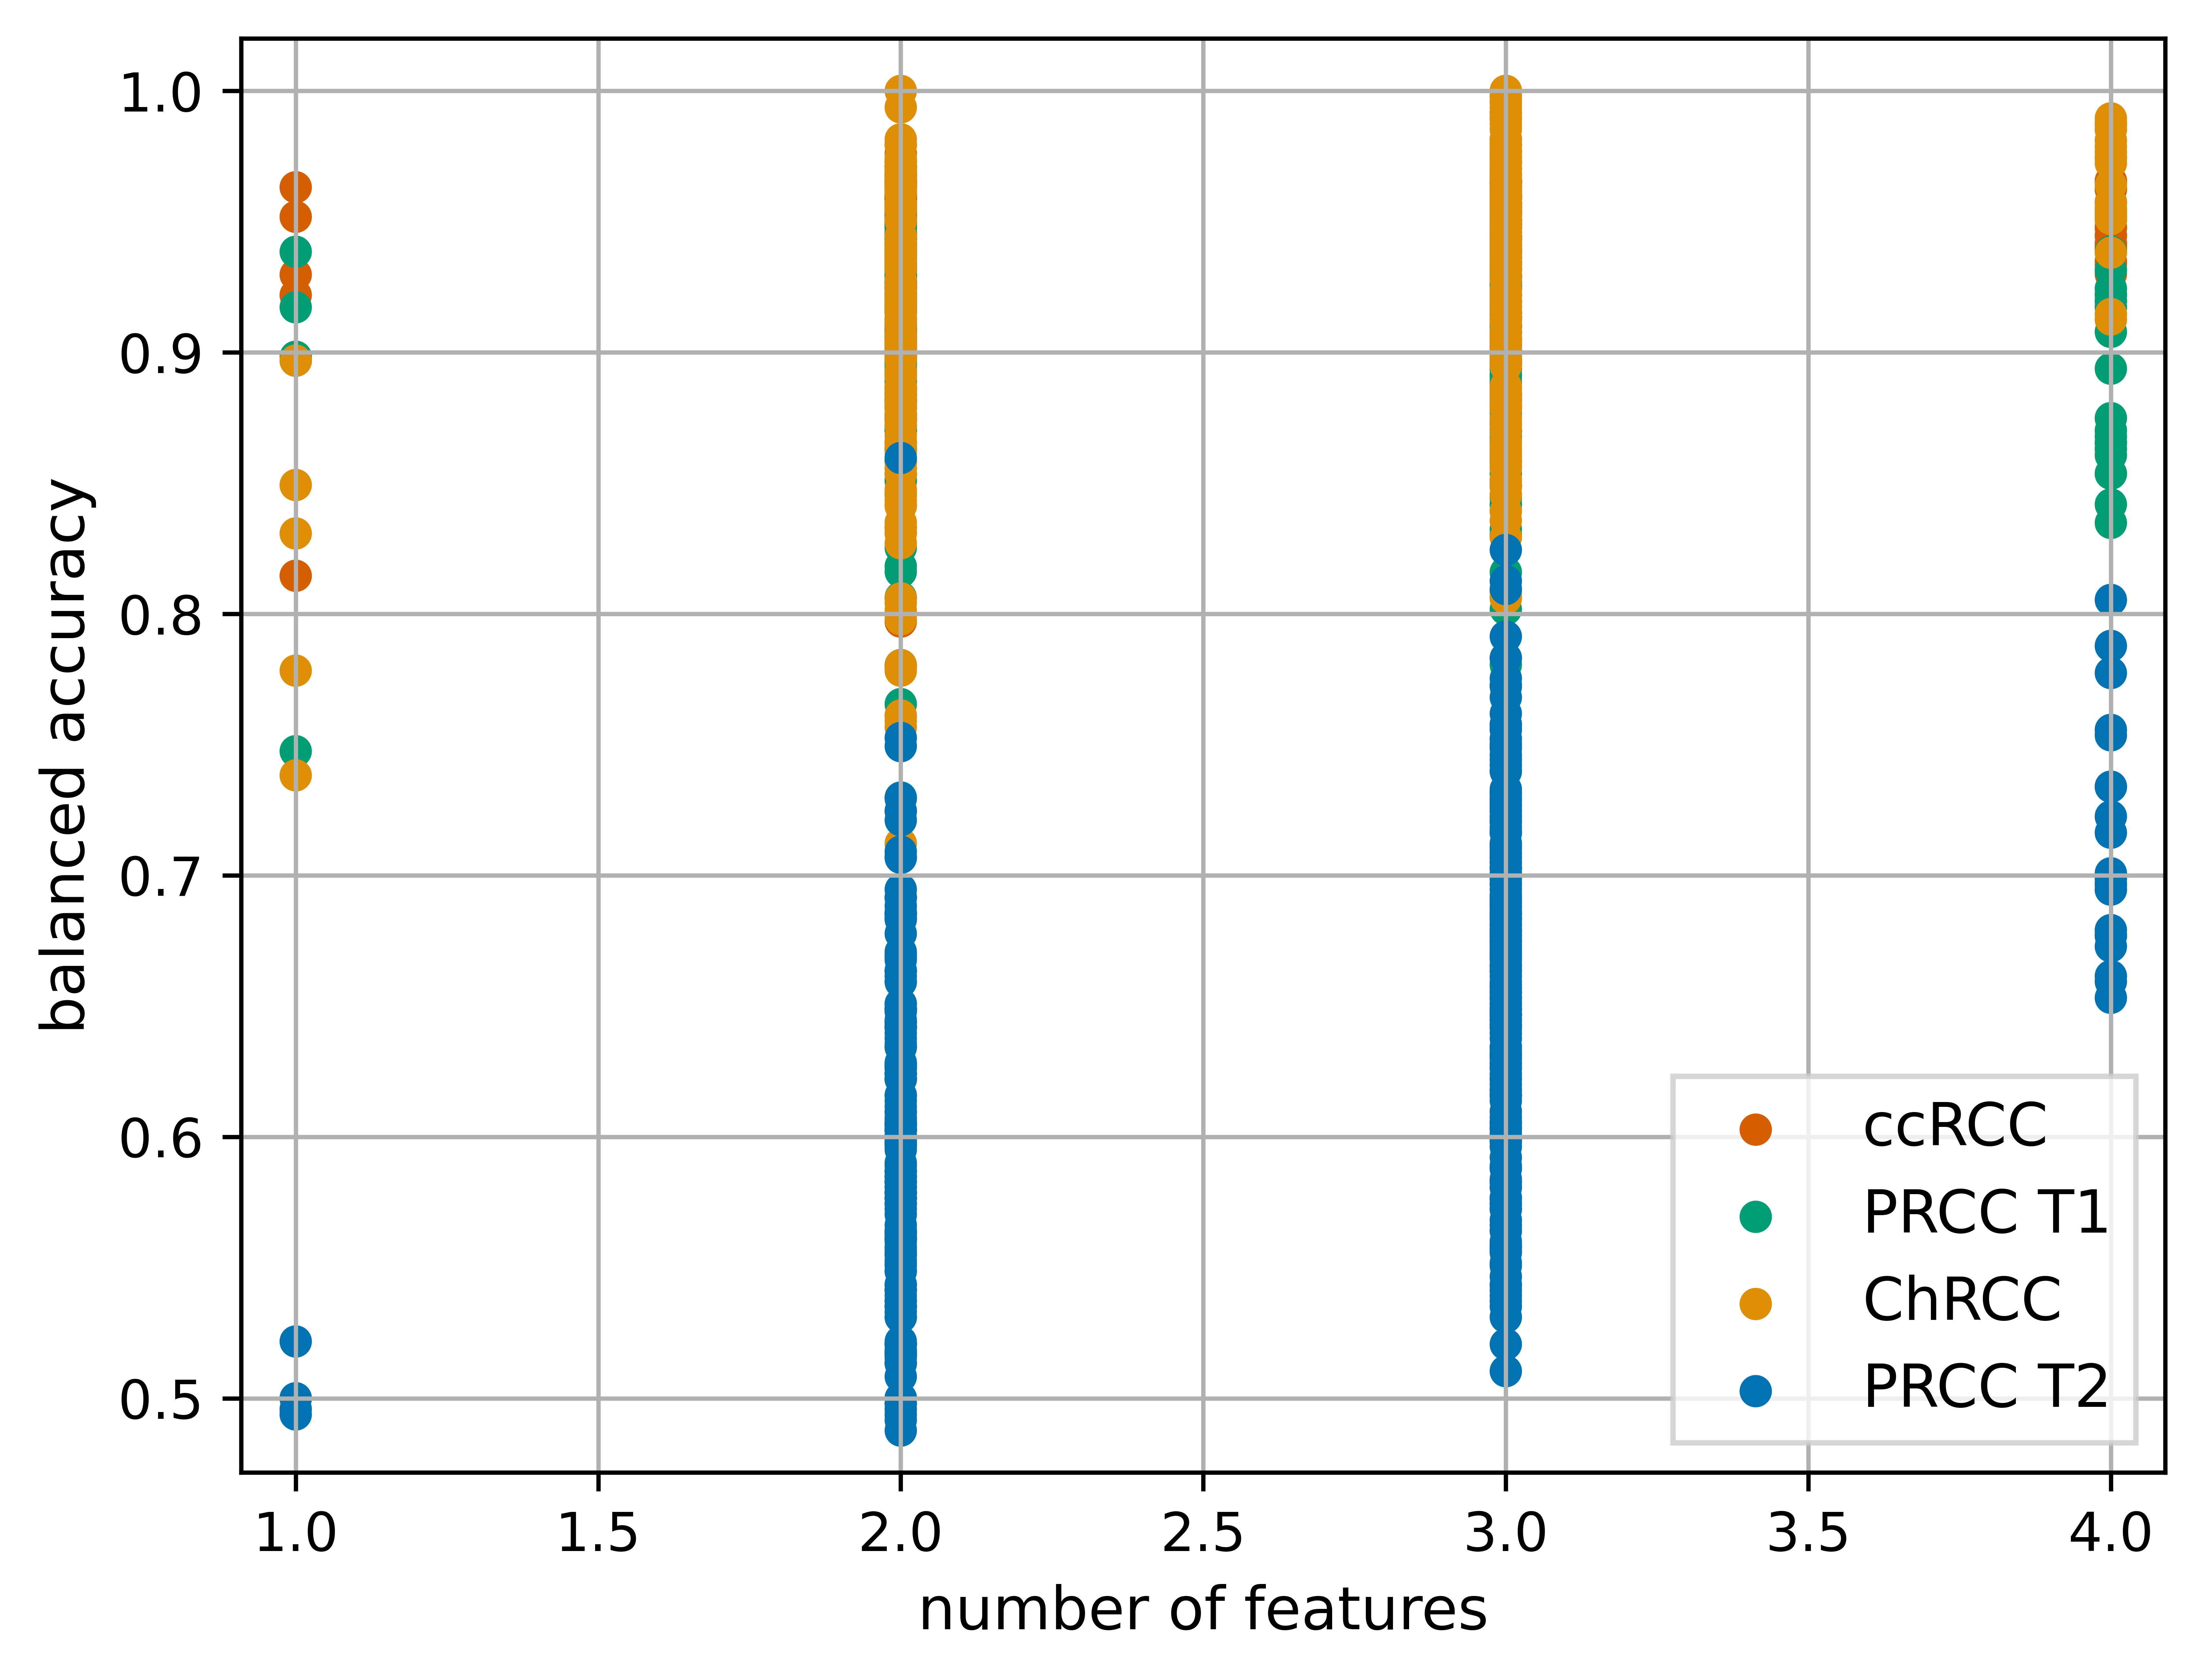 balanced accuracy
1.0
0.9
0.8
0.7
0.6
0.5
ccRCC
PRCC T1
ChRCC
PRCC T2
1.0 1.5 2.0 2.5 3.0 3.5 4.0
number of features